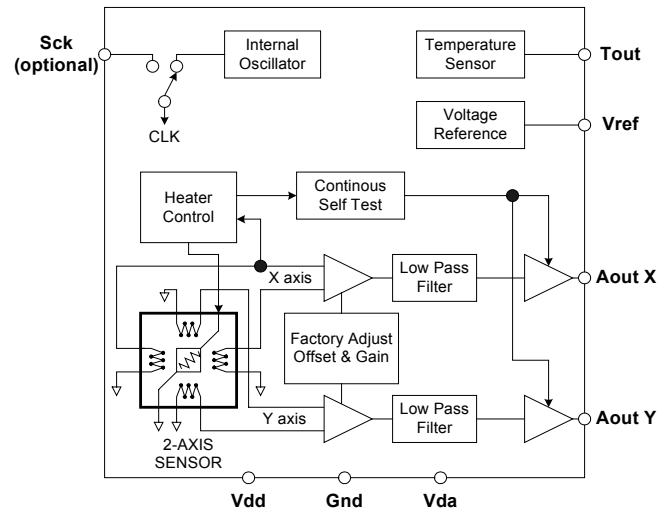 Sck
(optional)
Internal
Oscillator
CLK
Temperature
Sensor
Tout
Voltage
Reference
Vref
Heater
Control
Continous
Self Test
X axis
Low Pass
Filter
Aout X
Factory Adjust
Offset & Gain
Y axis
Low Pass
Filter
Aout Y
2-AXIS
SENSOR
Vdd
Gnd
Vda